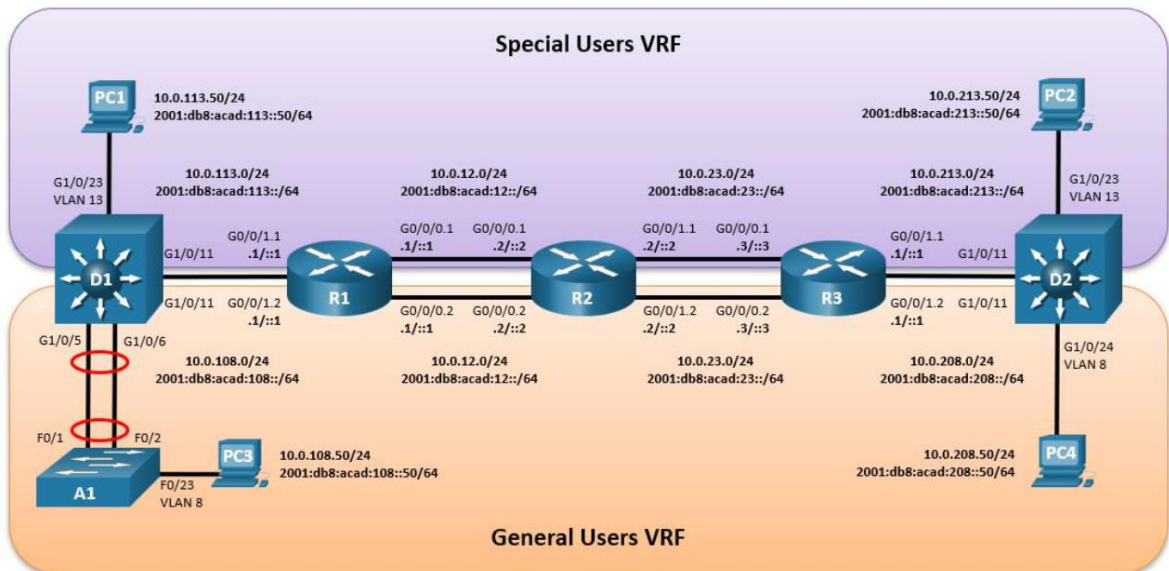 Special Users VRF
PC1
10.0.113.50/24
2001:db8:acad:113::50/64
10.0.213.50/24
2001:db8:acad:213::50/64
PC2
G1/0/23
VLAN 13
10.0.113.0/24
2001:db8:acad:113::/64
10.0.12.0/24
2001:db8:acad:12::/64
10.0.23.0/24
2001:db8:acad:23::/64
10.0.213.0/24
2001:db8:acad:213::/64
G1/0/23
VLAN 13
D1
G1/0/11
G0/0/1.1
.1/::1
R1
G0/0/0.1
.1/::1
G0/0/0.1
.2/::2
R2
G0/0/1.1
.2/::2
G0/0/0.1
.3/::3
R3
G0/0/1.1
.1/::1
G1/0/11
D2
G1/0/11
G0/0/1.2
.1/::1
G0/0/0.2
.1/::1
G0/0/0.2
.2/::2
G0/0/1.2
.2/::2
G0/0/0.2
.3/::3
G0/0/1.2
.1/::1
G1/0/11
G1/0/5
G1/0/6
10.0.108.0/24
2001:db8:acad:108::/64
10.0.12.0/24
2001:db8:acad:12::/64
10.0.23.0/24
2001:db8:acad:23::/64
10.0.208.0/24
2001:db8:acad:208::/64
G1/0/24
VLAN 8
F0/1
F0/2
A1
F0/23
VLAN 8
PC3
10.0.108.50/24
2001:db8:acad:108::50/64
10.0.208.50/24
2001:db8:acad:208::50/64
PC4
General Users VRF